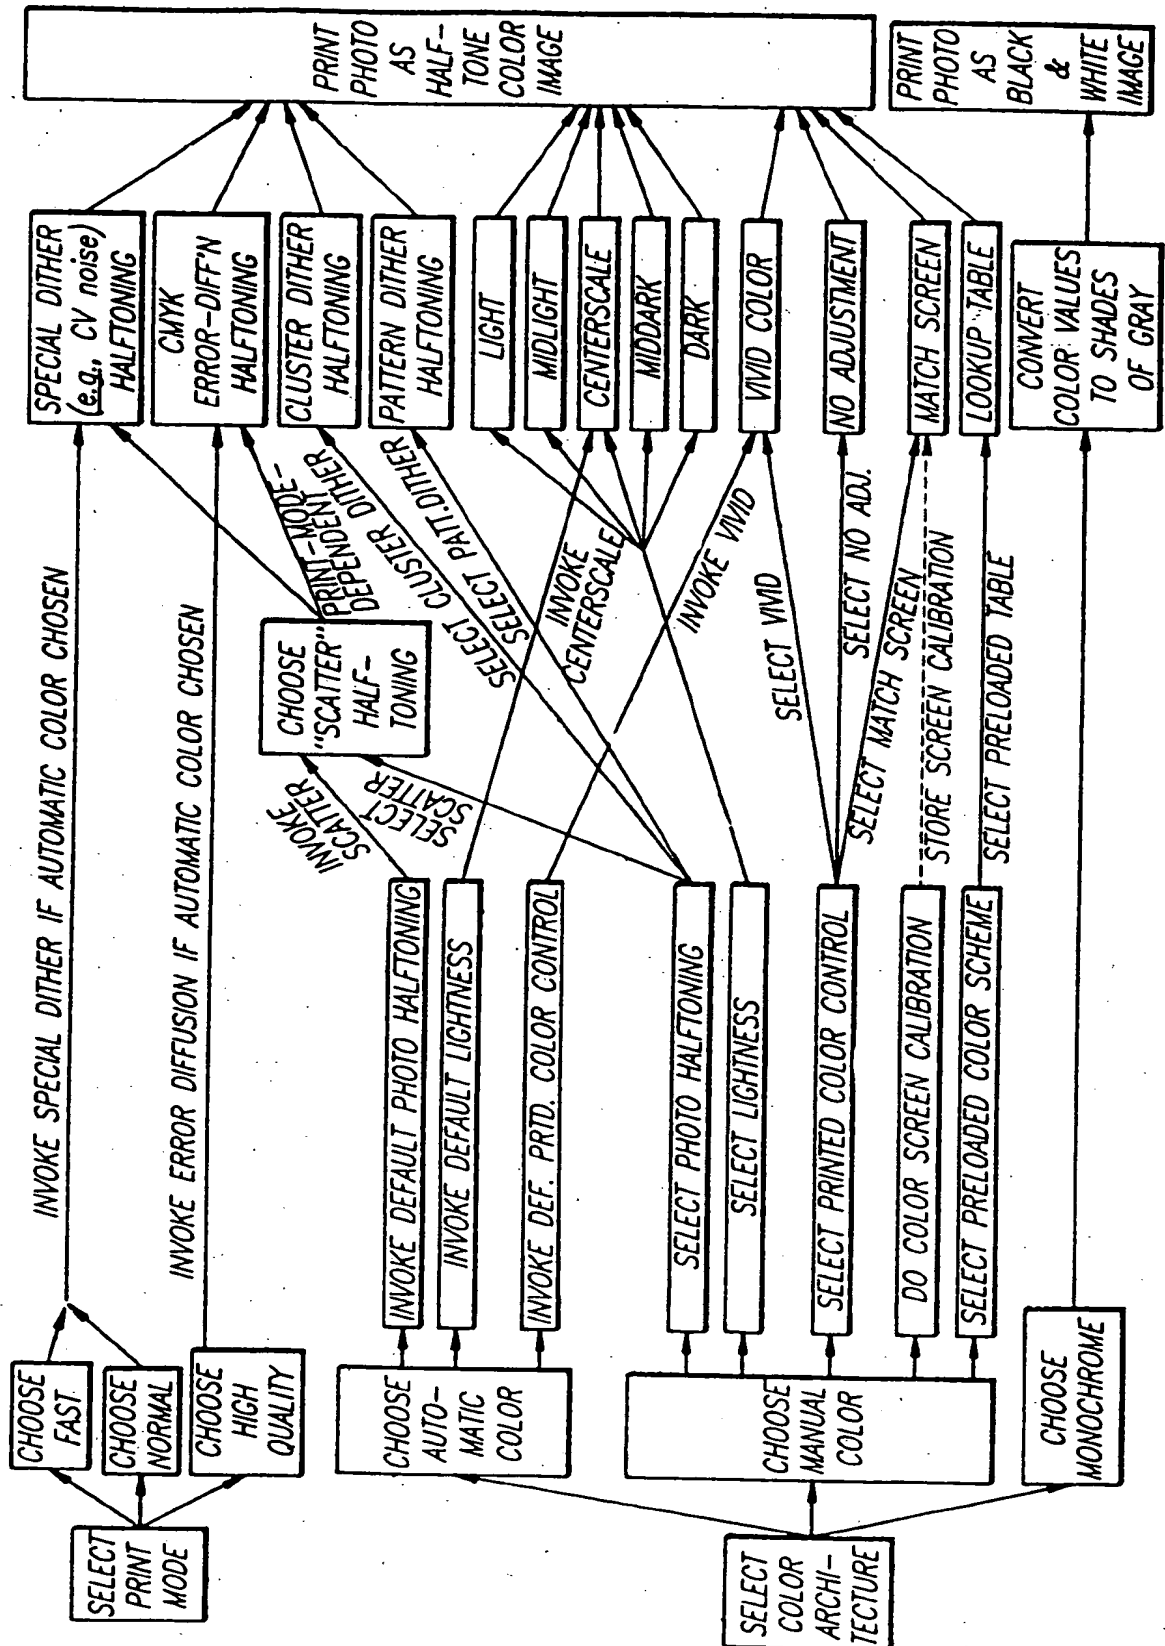 SELECT
PRINT
MODE
CHOOSE
FAST
CHOOSE
NORMAL
CHOOSE
HIGH
QUALITY
INVOKE SPECIAL DITHER IF AUTOMATIC COLOR CHOSEN
INVOKE ERROR DIFFUSION IF AUTOMATIC COLOR CHOSEN
SELECT
COLOR
ARCHI-
TECTURE
CHOOSE
AUTO-
MATIC
COLOR
CHOOSE
MANUAL
COLOR
CHOOSE
MONOCHROME
INVOKE DEFAULT PHOTO HALFTONING
INVOKE DEFAULT LIGHTNESS
INVOKE DEF. PRTD. COLOR CONTROL
SELECT PHOTO HALFTONING
SELECT LIGHTNESS
SELECT PRINTED COLOR CONTROL
DO COLOR SCREEN CALIBRATION
SELECT PRELOADED COLOR SCHEME
INVOKE
SCATTER
SELECT
SCATTER
CHOOSE
"SCATTER"
HALF-
TONING
PRINT-MODE-
DEPENDENT
SELECT CLUSTER DITHER
SELECT PATT.DITHER
INVOKE
CENTERSCALE
INVOKE VIVID
SELECT VIVID
SELECT NO ADJ.
SELECT MATCH SCREEN
STORE SCREEN CALIBRATION
SELECT PRELOADED TABLE
SPECIAL DITHER
(e.g., CV noise)
HALFTONING
CMYK
ERROR-DIFF'N
HALFTONING
CLUSTER DITHER
HALFTONING
PATTERN DITHER
HALFTONING
LIGHT
MIDLIGHT
CENTERSCALE
MIDDARK
DARK
VIVID COLOR
NO ADJUSTMENT
MATCH SCREEN
LOOKUP TABLE
CONVERT
COLOR VALUES
TO SHADES
OF GRAY
PRINT
PHOTO
AS
HALF-
TONE
COLOR
IMAGE
PRINT
PHOTO
AS
BLACK
&
WHITE
IMAGE